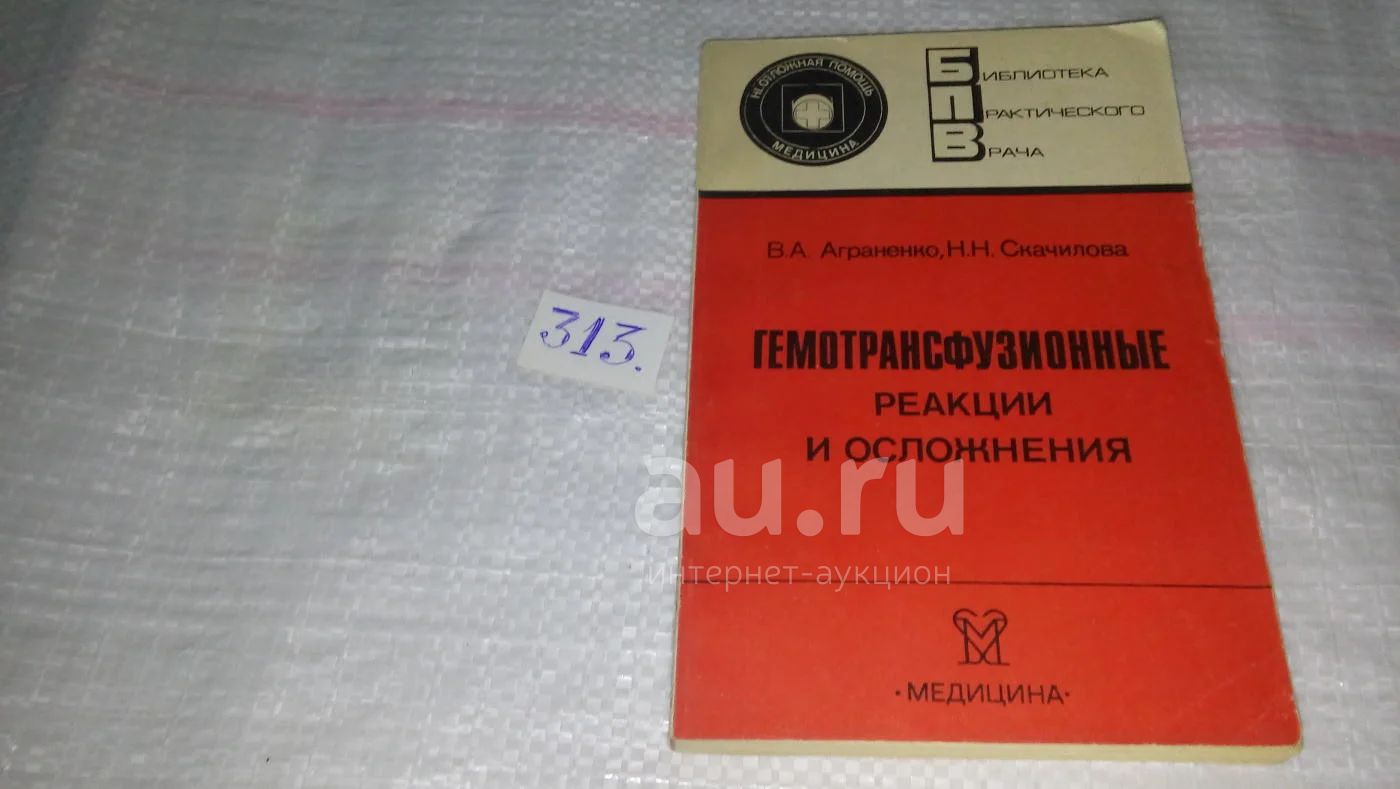 НЕОТЛОЖНАЯ ПОМОЩЬ
МЕДИЦИНА
БИБЛИОТЕКА
ПРАКТИЧЕСКОГО
ВРАЧА
В.А. Аграненко, Н.Н. Скачилова
ГЕМОТРАНСФУЗИОННЫЕ
РЕАКЦИИ
И ОСЛОЖНЕНИЯ
313.
au.ru
интернет-аукцион
·МЕДИЦИНА·